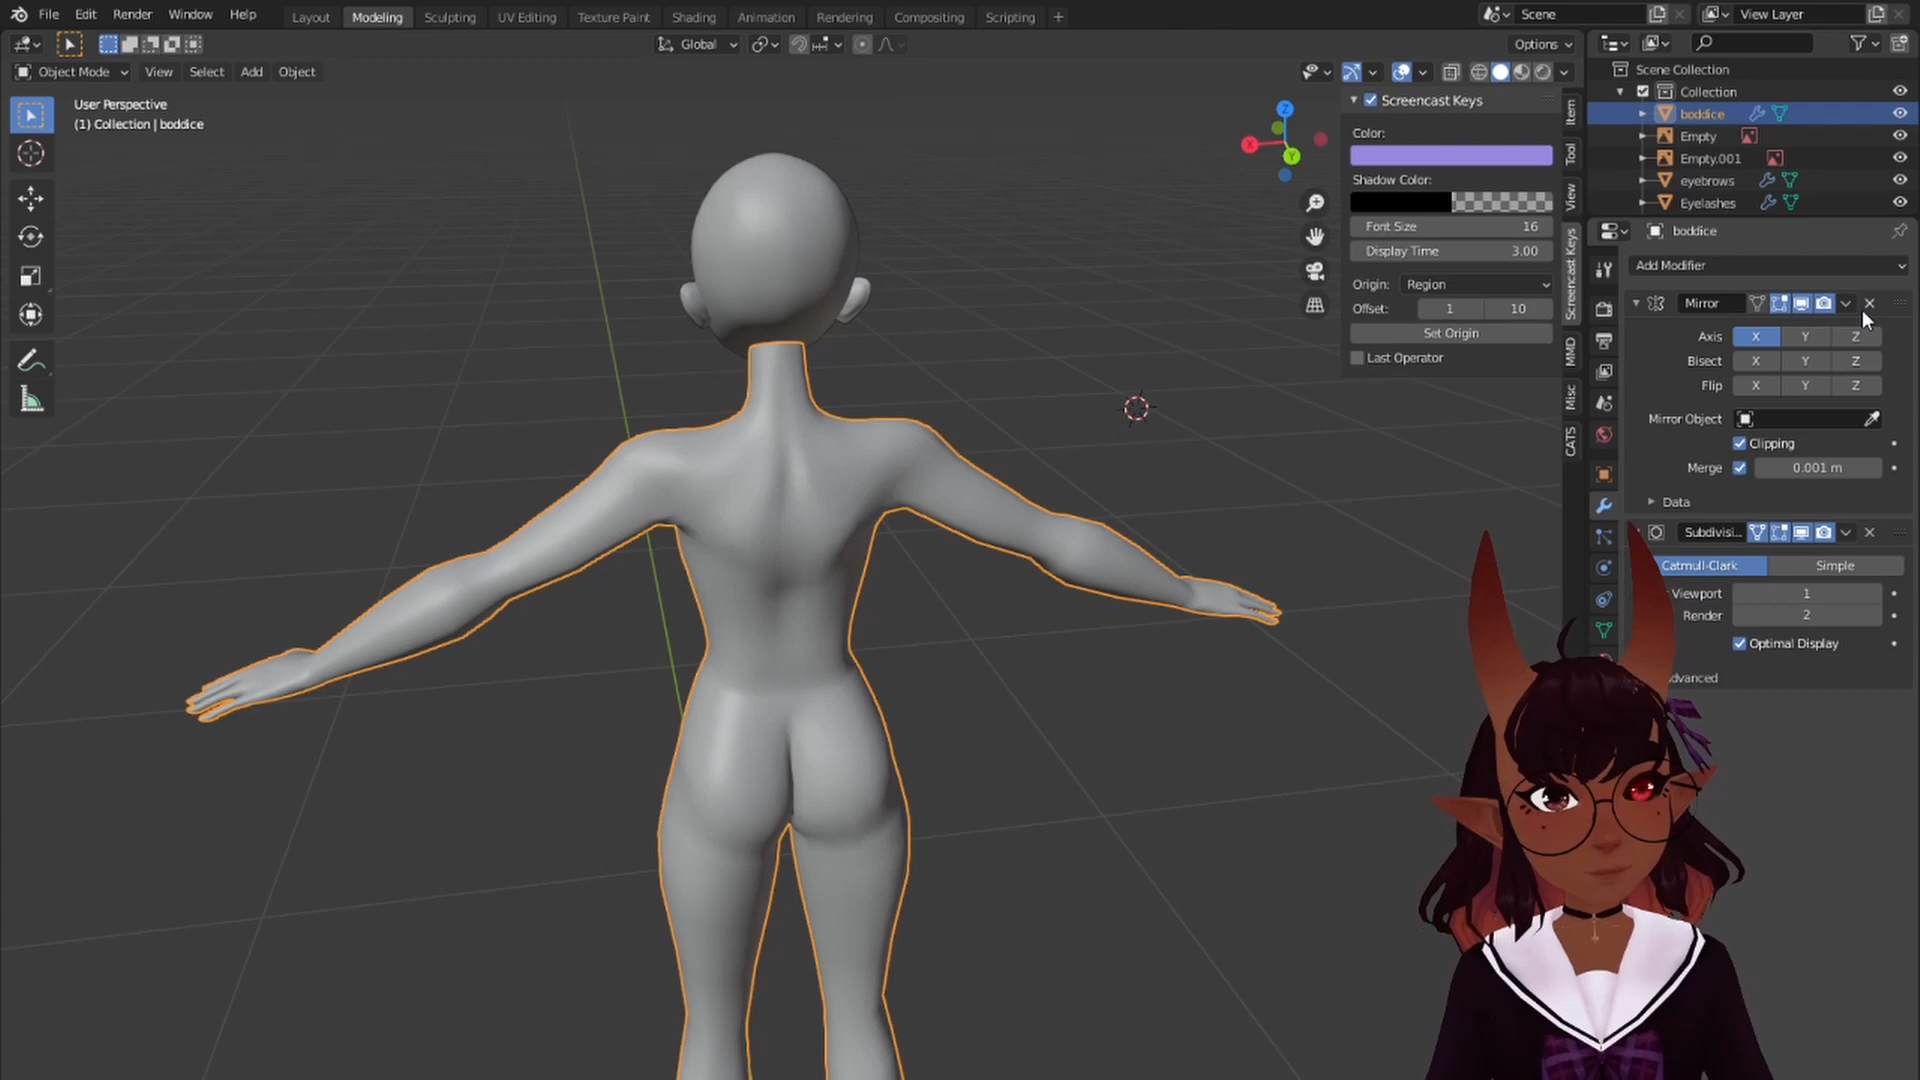 File Edit Render Window Help
Layout Modeling Sculpting UV Editing Texture Paint Shading Animation Rendering Compositing Scripting +
Scene
View Layer
Global
Options
Object Mode View Select Add Object
User Perspective
(1) Collection | boddice
X
Z
Y
Screencast Keys
Color:
Shadow Color:
Font Size 16
Display Time 3.00
Origin: Region
Offset: 1 10
Set Origin
Last Operator
Item
Tool
View
Screencast Keys
MMD
Misc
CATS
Scene Collection
Collection
boddice
Empty
Empty.001
eyebrows
Eyelashes
boddice
Add Modifier
Mirror
Axis X Y Z
Bisect X Y Z
Flip X Y Z
Mirror Object
Clipping
Merge 0.001 m
Data
Subdivisi...
Catmull-Clark Simple
Viewport 1
Render 2
Optimal Display
dvanced